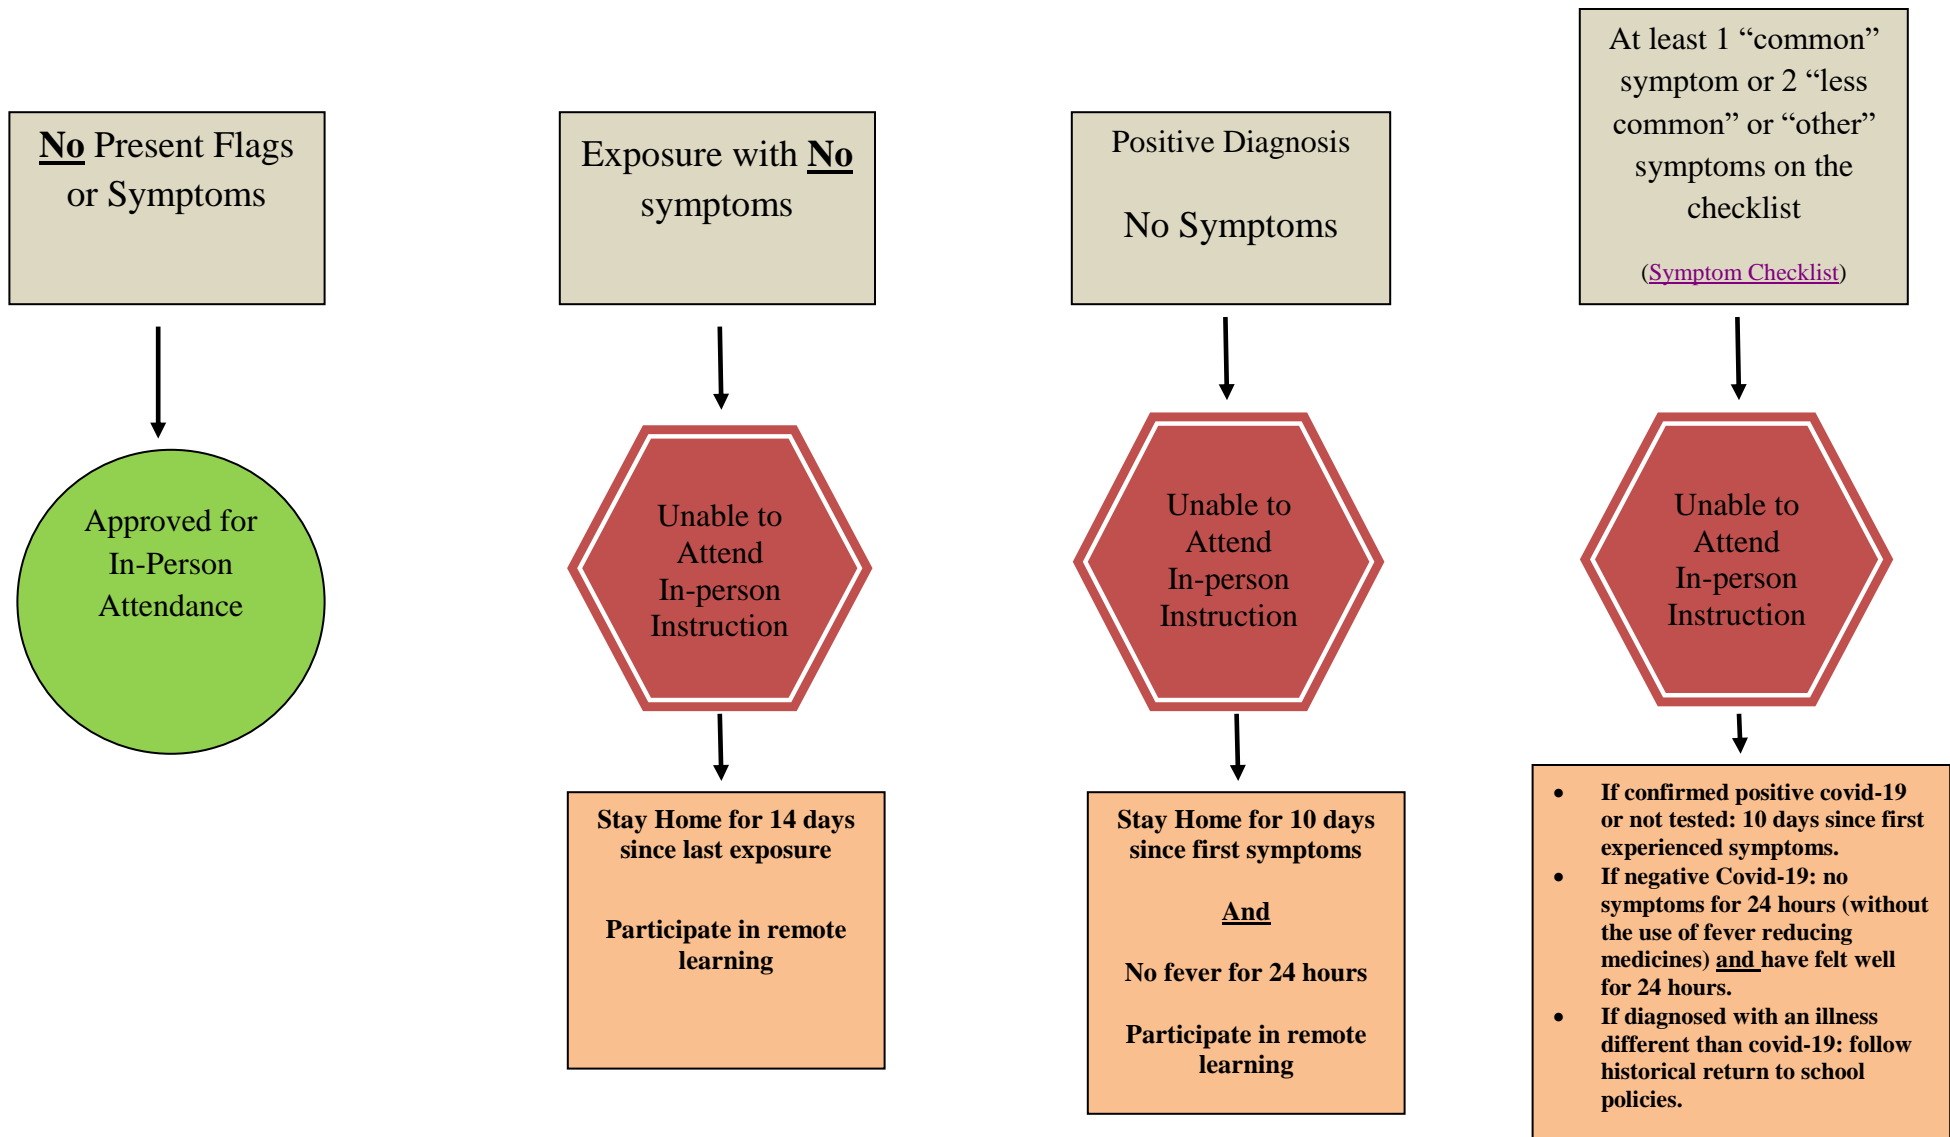 No Present Flags
or Symptoms
Approved for
In-Person
Attendance
Exposure with No
symptoms
Unable to
Attend
In-person
Instruction
Stay Home for 14 days
since last exposure
Participate in remote
learning
Positive Diagnosis
No Symptoms
Unable to
Attend
In-person
Instruction
Stay Home for 10 days
since first symptoms
And
No fever for 24 hours
Participate in remote
learning
At least 1 “common”
symptom or 2 “less
common” or “other”
symptoms on the
checklist
(Symptom Checklist)
Unable to
Attend
In-person
Instruction
• If confirmed positive covid-19
or not tested: 10 days since first
experienced symptoms.
• If negative Covid-19: no
symptoms for 24 hours (without
the use of fever reducing
medicines) and have felt well
for 24 hours.
• If diagnosed with an illness
different than covid-19: follow
historical return to school
policies.